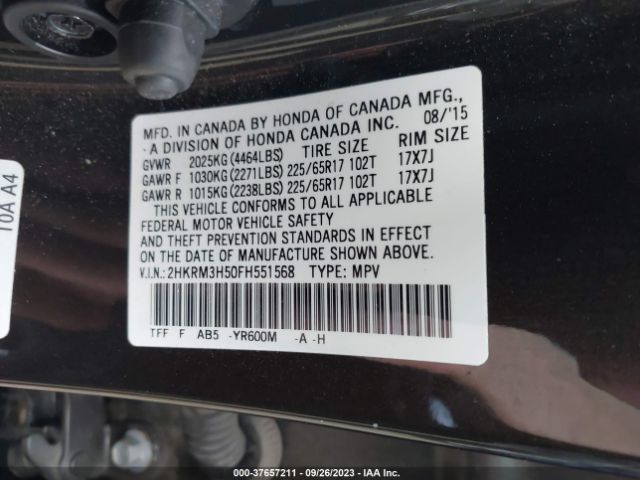 MFD. IN CANADA BY HONDA OF CANADA MFG.,
- A DIVISION OF HONDA CANADA INC. 08/'15
GVWR 2025KG(4464LBS) TIRE SIZE RIM SIZE
GAWR F 1030KG(2271LBS) 225/65R17 102T 17X7J
GAWR R 1015KG(2238LBS) 225/65R17 102T 17X7J
THIS VEHICLE CONFORMS TO ALL APPLICABLE
FEDERAL MOTOR VEHICLE SAFETY
AND THEFT PREVENTION STANDARDS IN EFFECT
ON THE DATE OF MANUFACTURE SHOWN ABOVE.
V.I.N.: 2HKRM3H50FH551568 TYPE: MPV
TFF F AB5 -YR600M -A -H
T0A A4
000-37657211 - 09/26/2023 - IAA Inc.